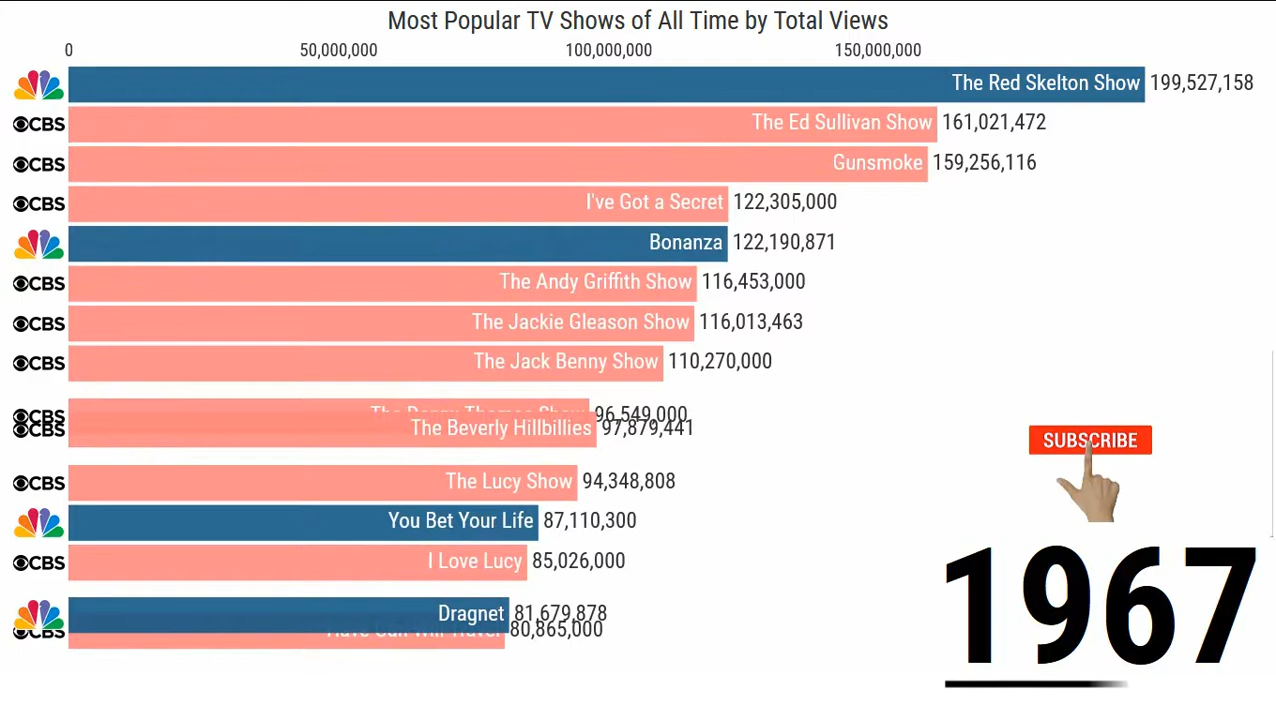 Most Popular TV Shows of All Time by Total Views
0 50,000,000 100,000,000 150,000,000
The Red Skelton Show 199,527,158
CBS The Ed Sullivan Show 161,021,472
CBS Gunsmoke 159,256,116
CBS I've Got a Secret 122,305,000
Bonanza 122,190,871
CBS The Andy Griffith Show 116,453,000
CBS The Jackie Gleason Show 116,013,463
CBS The Jack Benny Show 110,270,000
CBS 96,549,000
CBS The Beverly Hillbillies 97,879,441
CBS The Lucy Show 94,348,808
You Bet Your Life 87,110,300
CBS I Love Lucy 85,026,000
Dragnet 81,679,878
CBS 80,865,000
SUBSCRIBE
1967